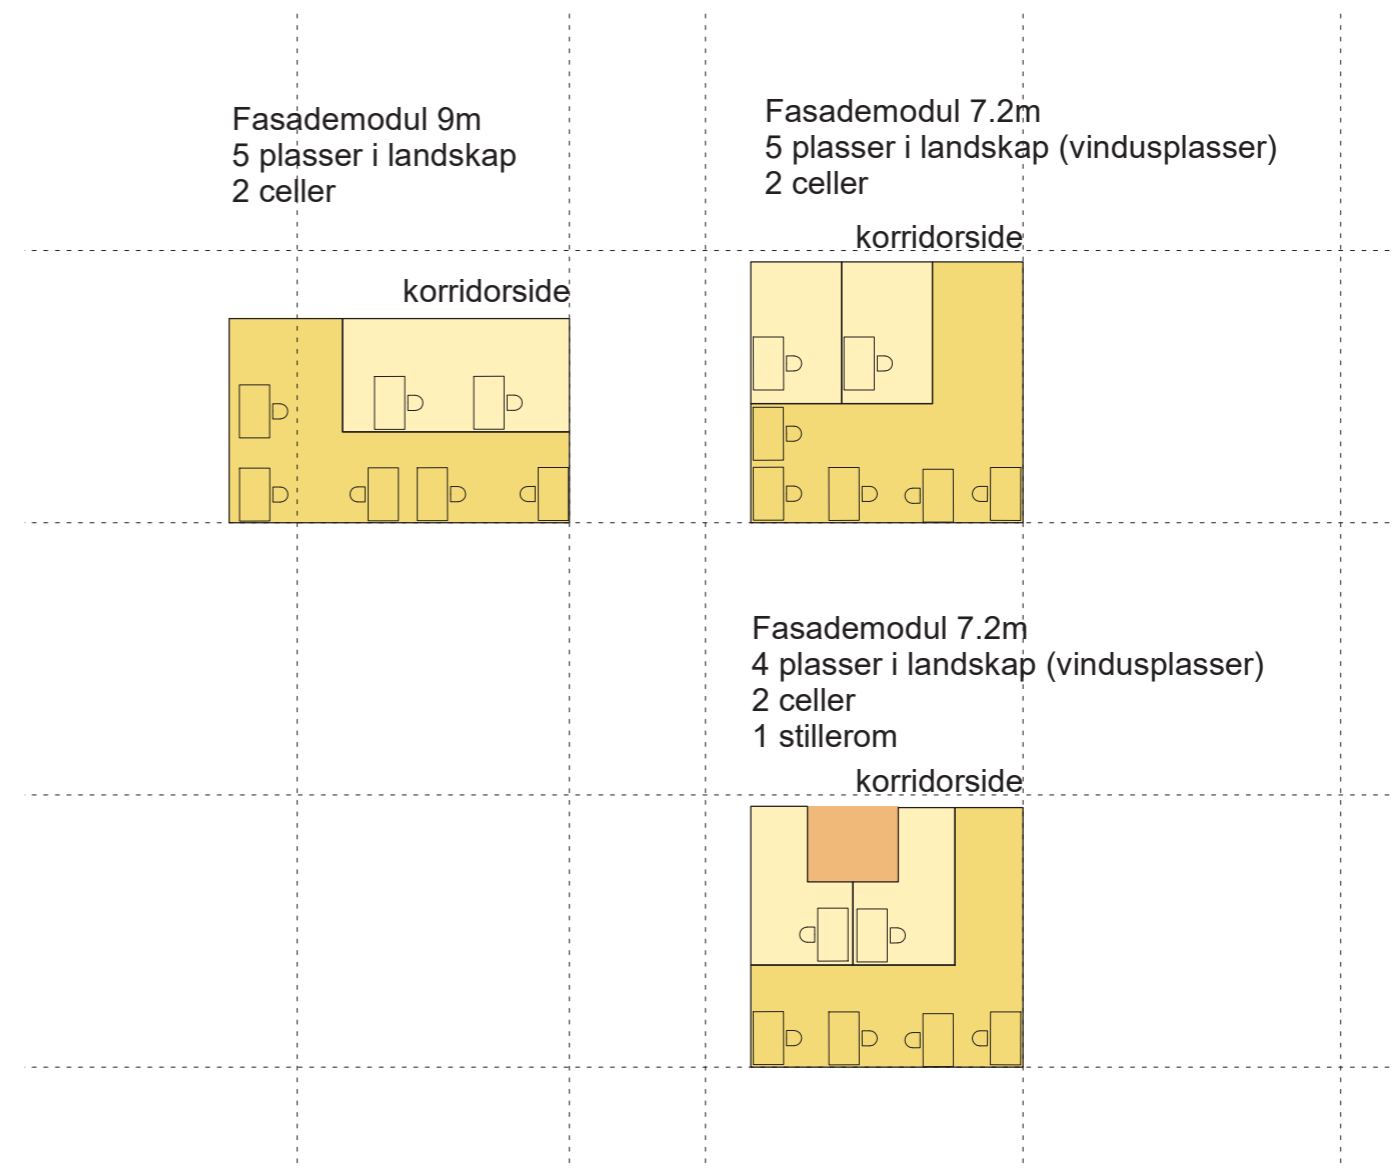 Fasademodul 9m
5 plasser i landskap
2 celler
korridorside
Fasademodul 7.2m
5 plasser i landskap (vindusplasser)
2 celler
korridorside
Fasademodul 7.2m
4 plasser i landskap (vindusplasser)
2 celler
1 stillerom
korridorside